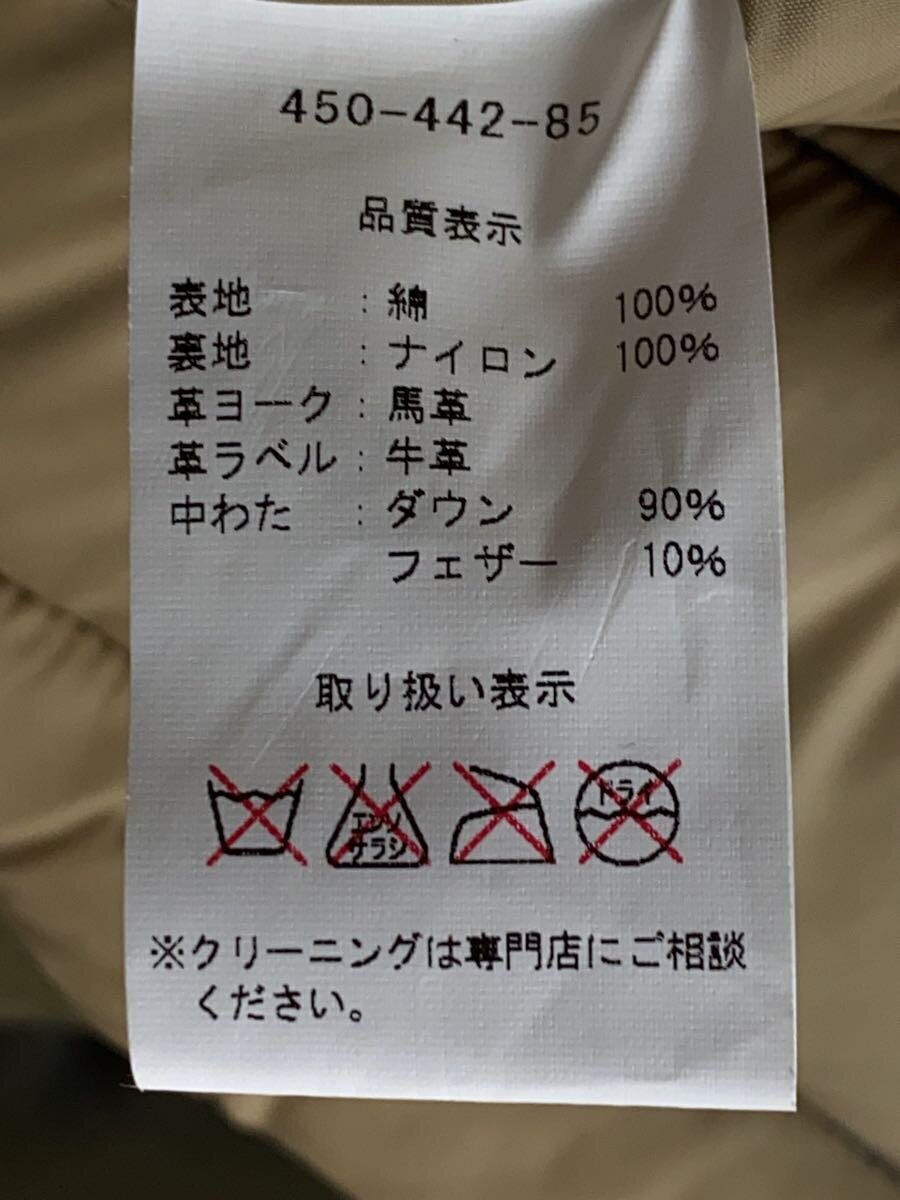 450-442-85
品質表示
表地 : 綿 100%
裏地 : ナイロン 100%
革ヨーク : 馬革
革ラベル : 牛革
中わた : ダウン 90%
フェザー 10%
取り扱い表示
エンソ
サラシ
ドライ
※クリーニングは専門店にご相談
ください。